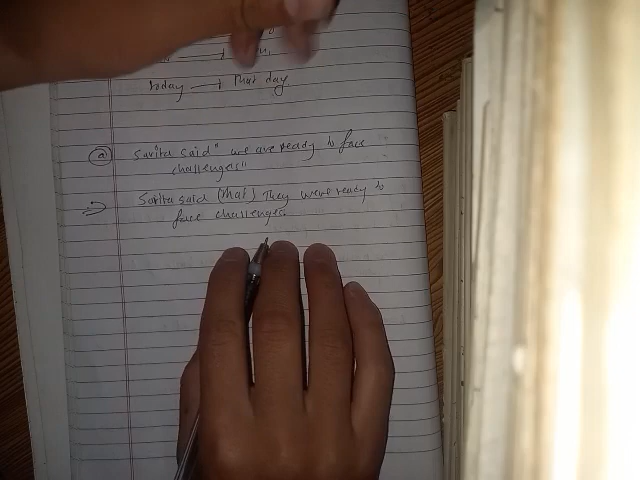 today → That day
(a) Savita said" we are ready to face
challenges"
⇒ Savita said (that) They were ready to
face challenges.